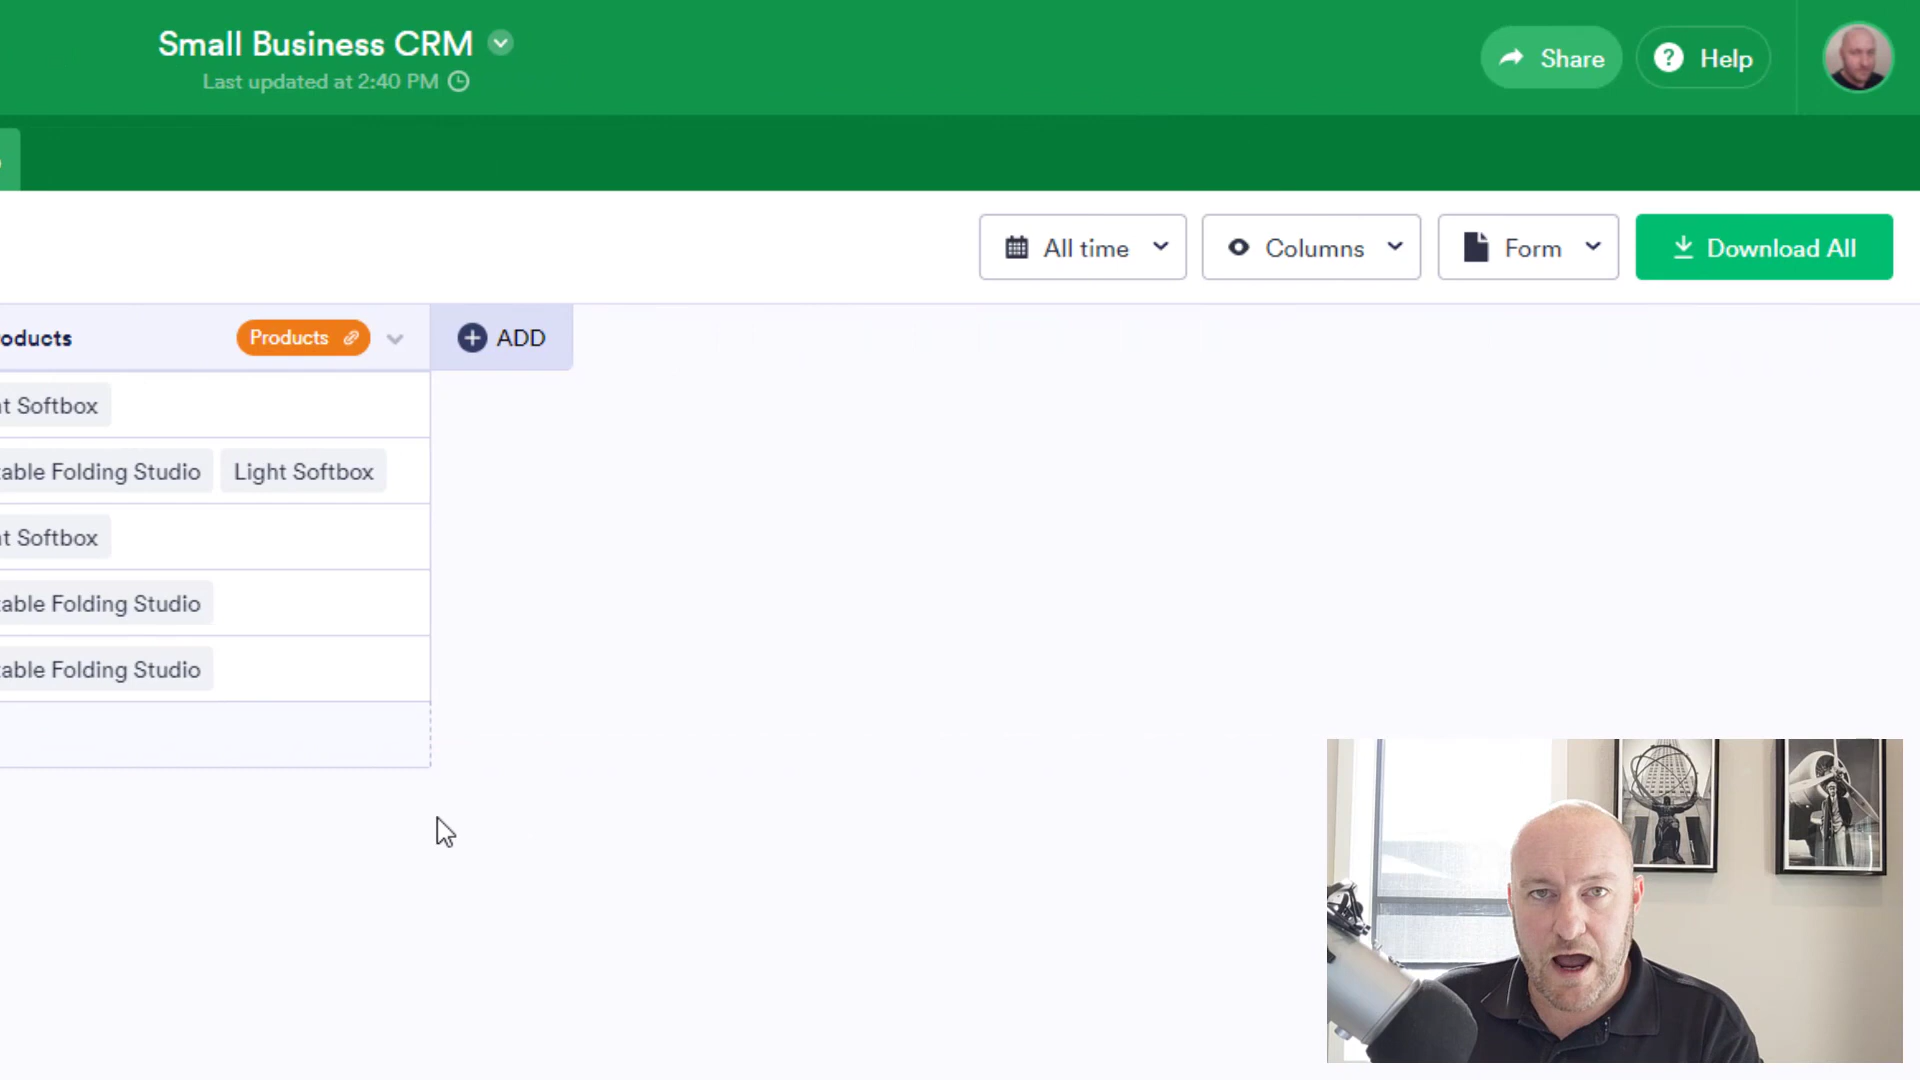 Small Business CRM
Last updated at 2:40 PM
Share
Help
All time
Columns
Form
Download All
oducts
Products
ADD
t Softbox
able Folding Studio
Light Softbox
t Softbox
able Folding Studio
able Folding Studio